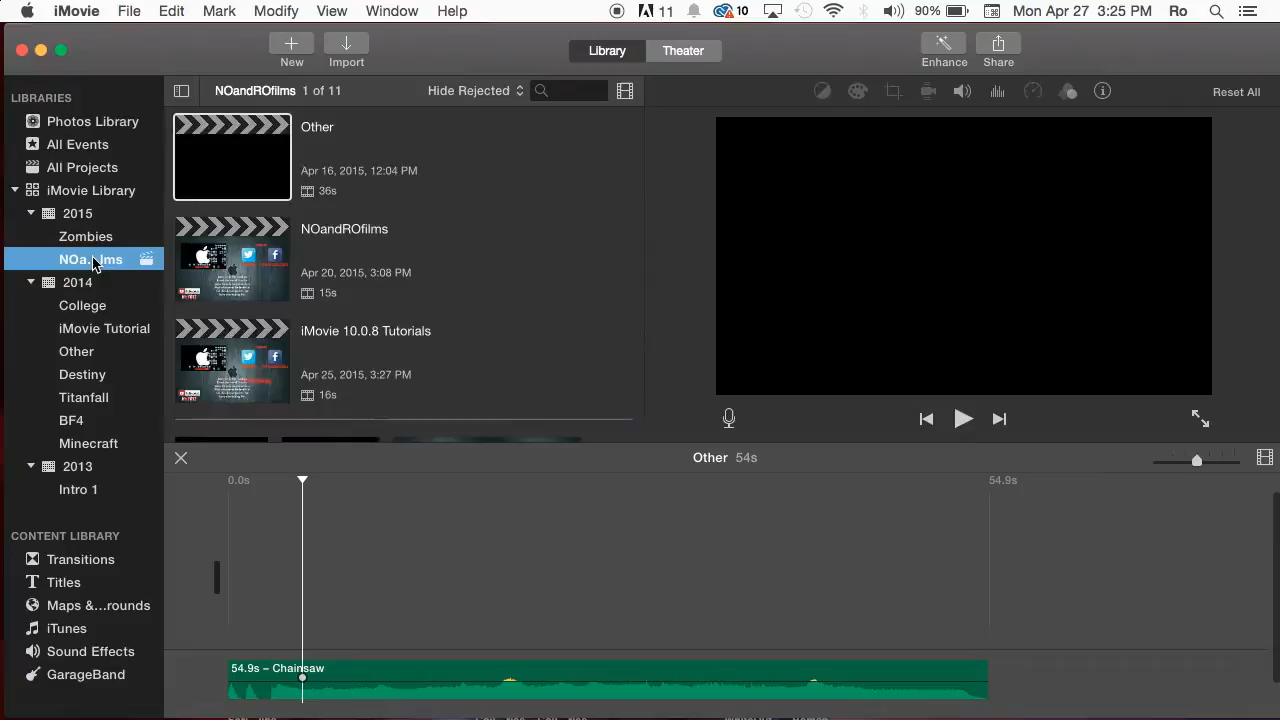 iMovie File Edit Mark Modify View Window Help 11 10 90% Mon Apr 27 3:25 PM Ro
New Import Library Theater Enhance Share
LIBRARIES
Photos Library
All Events
All Projects
iMovie Library
2015
Zombies
NOa...lms
2014
College
iMovie Tutorial
Other
Destiny
Titanfall
BF4
Minecraft
2013
Intro 1
CONTENT LIBRARY
Transitions
Titles
Maps &...rounds
iTunes
Sound Effects
GarageBand
NOandROfilms 1 of 11 Hide Rejected
Other
Apr 16, 2015, 12:04 PM
36s
NOandROfilms
Apr 20, 2015, 3:08 PM
15s
iMovie 10.0.8 Tutorials
Apr 25, 2015, 3:27 PM
16s
Reset All
Other 54s
0.0s 54.9s
54.9s – Chainsaw